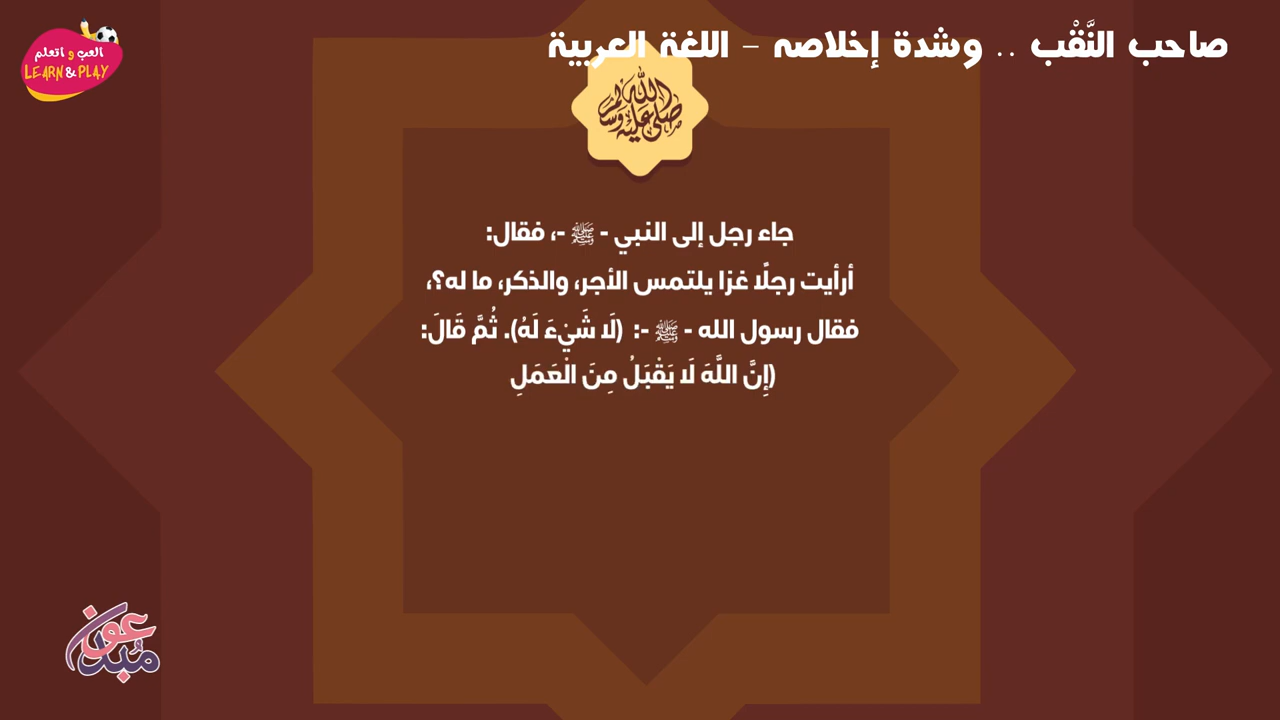 صاحب النَّقْب .. وشدة إخلاصه – اللغة العربية
العب و اتعلم
LEARN & PLAY
صلى الله عليه وسلم
جاء رجل إلى النبي - ﷺ -، فقال:
أرأيت رجلًا غزا يلتمس الأجر، والذكر، ما له؟،
فقال رسول الله - ﷺ -: (لَا شَيْءَ لَهُ). ثُمَّ قَالَ:
(إِنَّ اللَّهَ لَا يَقْبَلُ مِنَ الْعَمَلِ
مُبدعون